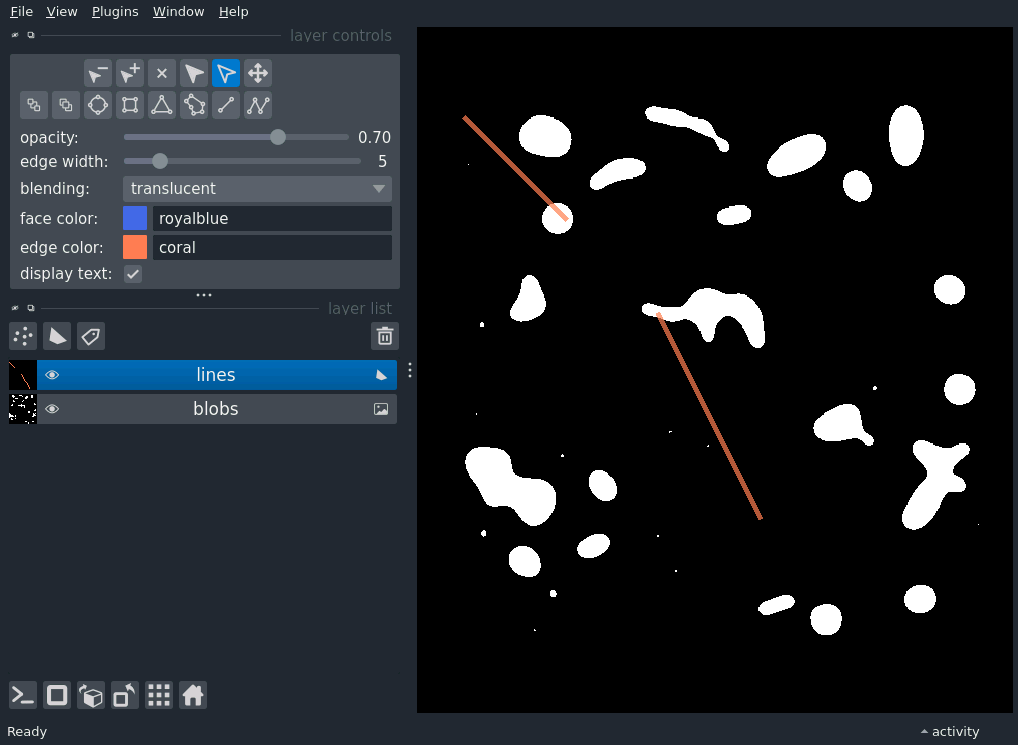 File View Plugins Window Help
layer controls
opacity: 0.70
edge width: 5
blending: translucent
face color: royalblue
edge color: coral
display text:
layer list
lines
blobs
Ready
activity